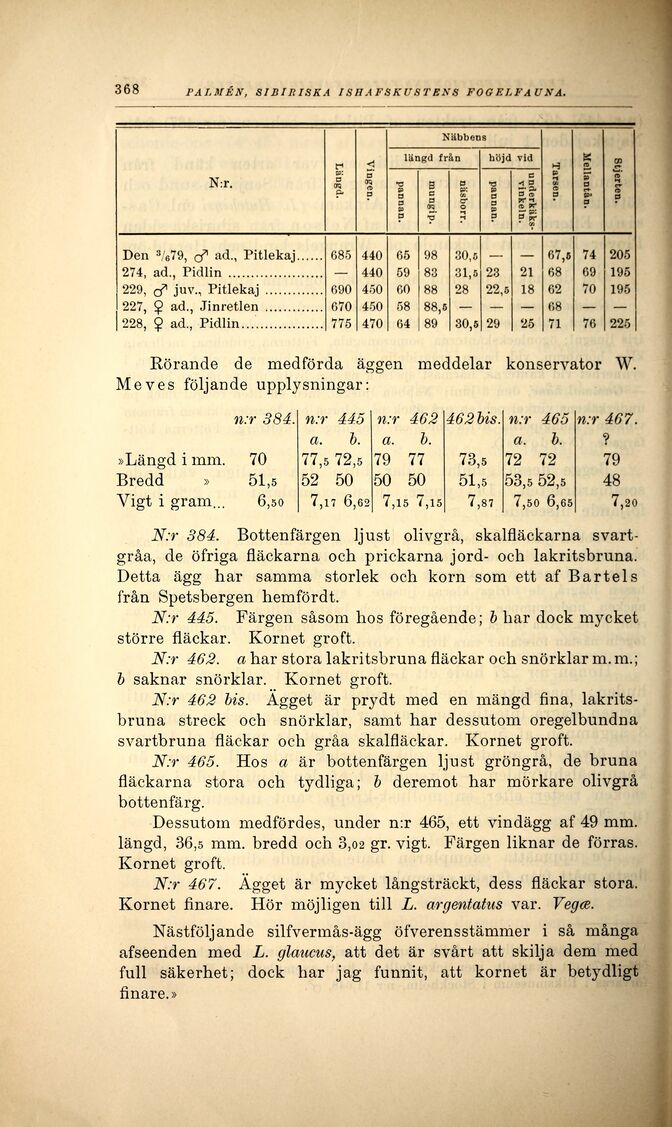 368 PALMÉN, SIBIRISKA ISHAFSKUSTENS FOGELFAUNA.
Näbbens
längd från höjd vid
N:r. Längd. Vingen. pannan. mungip. näsborr. pannan. underkäks-vinkeln. Tarsen. Mellantån. Stjerten.
Den 3/679, ♂ ad., Pitlekaj...... 685 440 65 98 30,5 — — 67,5 74 205
274, ad., Pidlin .................... — 440 59 83 31,5 23 21 68 69 195
229, ♂ juv., Pitlekaj ............ 690 450 60 88 28 22,5 18 62 70 195
227, ♀ ad., Jinretlen ............ 670 450 58 88,5 — — — 68 — —
228, ♀ ad., Pidlin................. 775 470 64 89 30,5 29 25 71 76 225
Rörande de medförda äggen meddelar konservator W.
Meves följande upplysningar:
n:r 384. n:r 445 n:r 462 462bis. n:r 465 n:r 467.
a. b. a. b. a. b. ?
»Längd i mm. 70 77,5 72,5 79 77 73,5 72 72 79
Bredd » 51,5 52 50 50 50 51,5 53,5 52,5 48
Vigt i gram... 6,50 7,17 6,62 7,15 7,15 7,87 7,50 6,65 7,20
N:r 384. Bottenfärgen ljust olivgrå, skalfläckarna svart-
gråa, de öfriga fläckarna och prickarna jord- och lakritsbruna.
Detta ägg har samma storlek och korn som ett af Bartels
från Spetsbergen hemfördt.
N:r 445. Färgen såsom hos föregående; b har dock mycket
större fläckar. Kornet groft.
N:r 462. a har stora lakritsbruna fläckar och snörklar m. m.;
b saknar snörklar. Kornet groft.
N:r 462 bis. Ägget är prydt med en mängd fina, lakrits-
bruna streck och snörklar, samt har dessutom oregelbundna
svartbruna fläckar och gråa skalfläckar. Kornet groft.
N:r 465. Hos a är bottenfärgen ljust gröngrå, de bruna
fläckarna stora och tydliga; b deremot har mörkare olivgrå
bottenfärg.
Dessutom medfördes, under n:r 465, ett vindägg af 49 mm.
längd, 36,5 mm. bredd och 3,02 gr. vigt. Färgen liknar de förras.
Kornet groft.
N:r 467. Ägget är mycket långsträckt, dess fläckar stora.
Kornet finare. Hör möjligen till L. argentatus var. Vegæ.
Nästföljande silfvermås-ägg öfverensstämmer i så många
afseenden med L. glaucus, att det är svårt att skilja dem med
full säkerhet; dock har jag funnit, att kornet är betydligt
finare.»